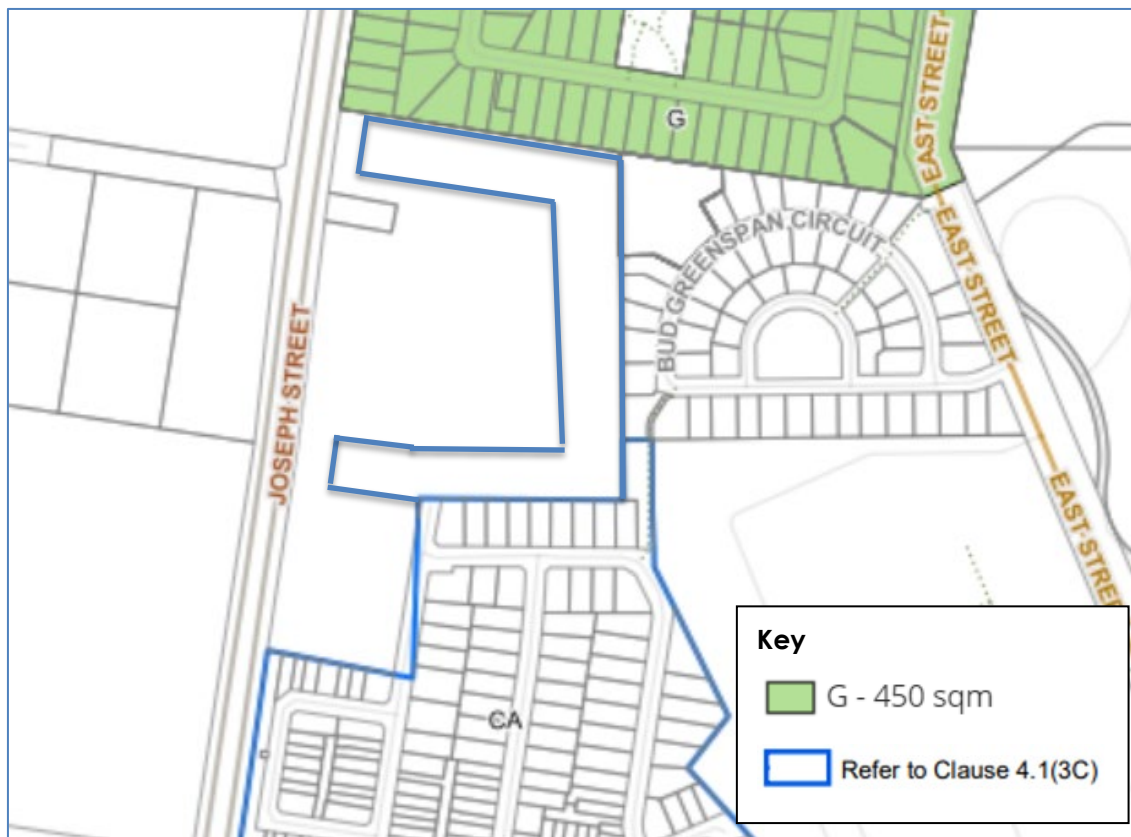 EAST STREET
G
EAST STREET
BUD GREENSPAN CIRCUIT
JOSEPH STREET
EAST STREET
CA
Key
G - 450 sqm
Refer to Clause 4.1(3C)